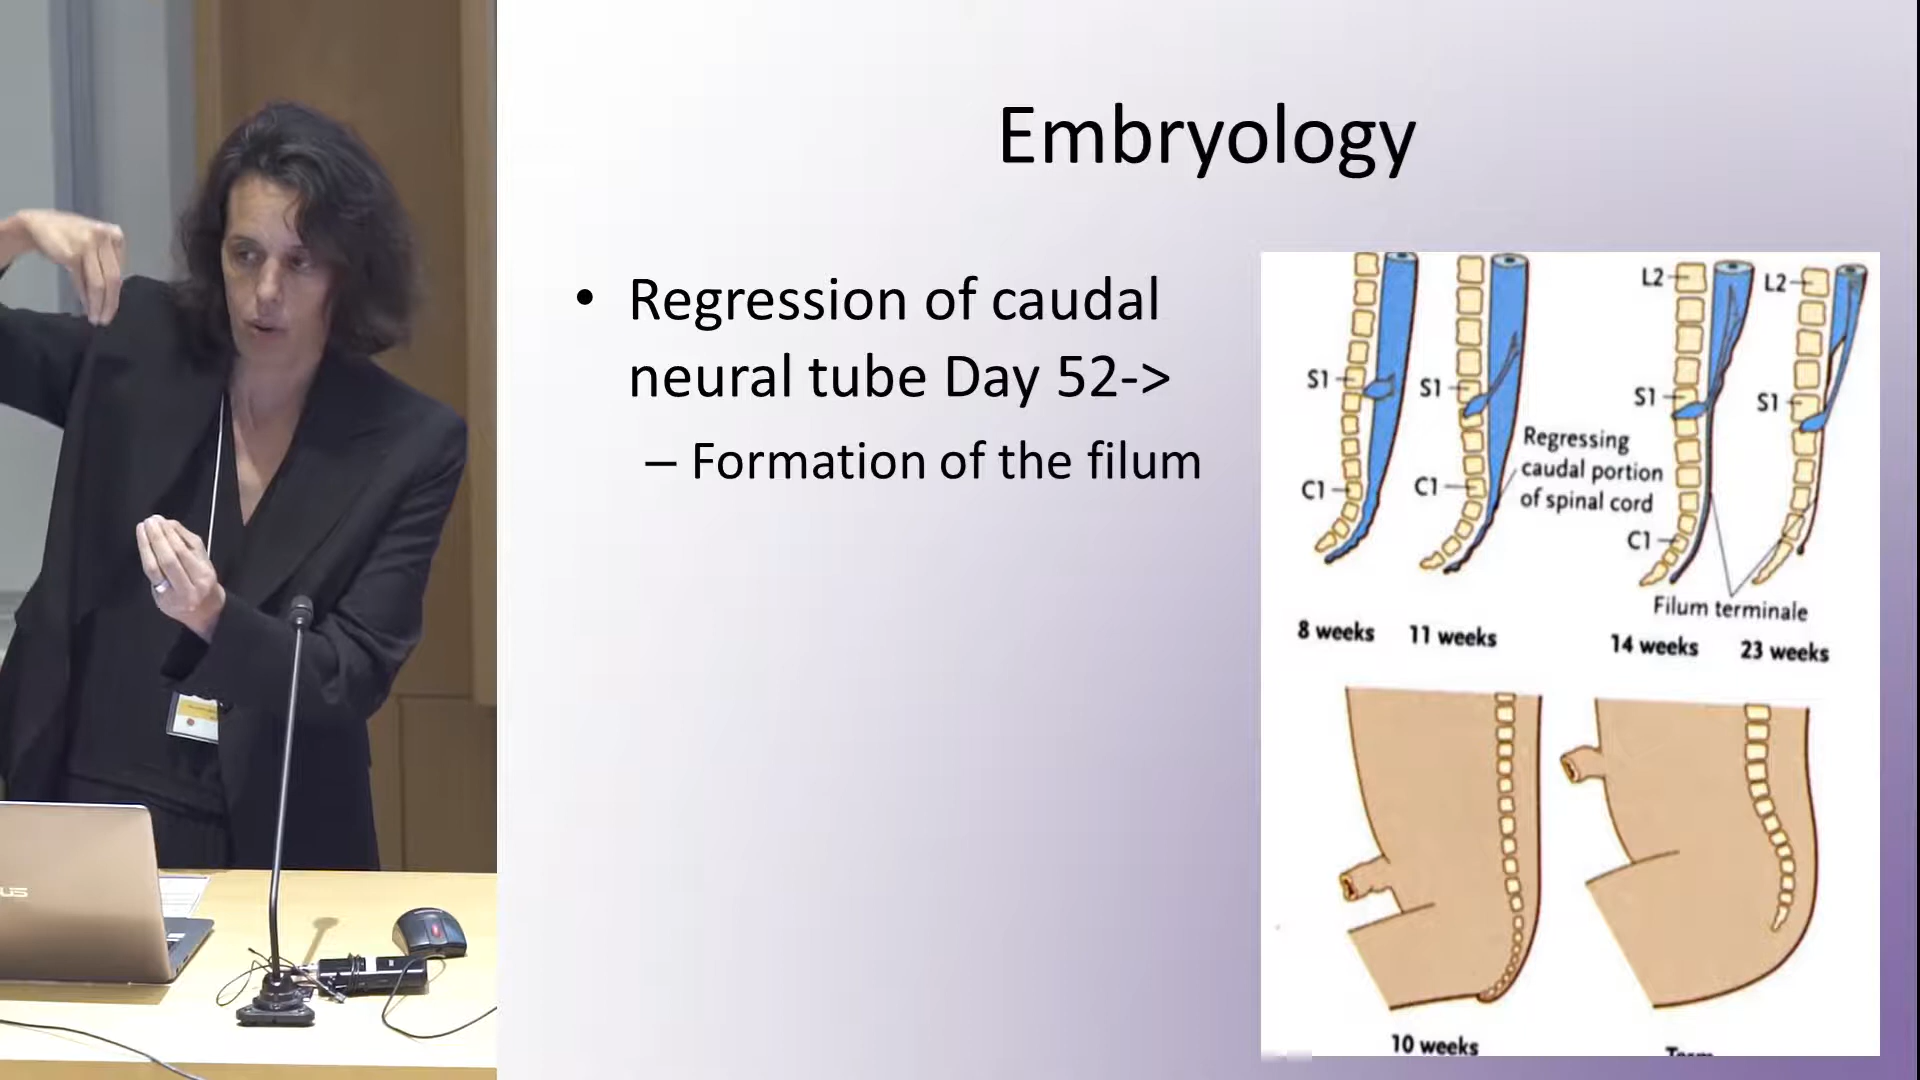 Embryology
• Regression of caudal
neural tube Day 52->
– Formation of the filum
L2
L2
S1
S1
S1
S1
Regressing
caudal portion
of spinal cord
C1
C1
C1
Filum terminale
8 weeks
11 weeks
14 weeks
23 weeks
10 weeks